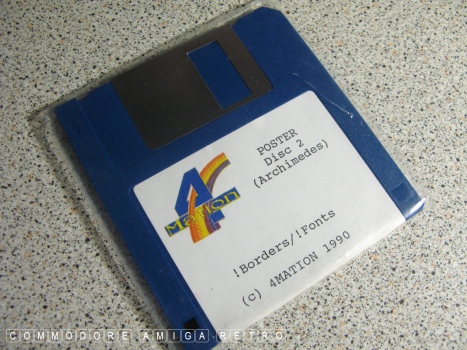 POSTER
Disc 2
(Archimedes)
4
Mation
!Borders/!Fonts
(c) 4MATION 1990
COMMODORE AMIGA RETRO